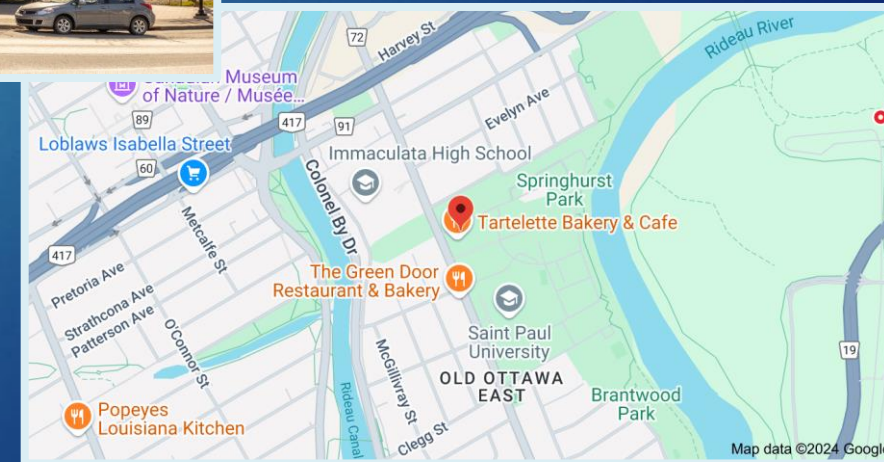 Rideau River
72
Harvey St
Canadian Museum
of Nature / Musée...
89
417
91
Evelyn Ave
Loblaws Isabella Street
60
Immaculata High School
Colonel By Dr
Springhurst
Park
Metcalfe St
Tartelette Bakery & Cafe
417
Pretoria Ave
The Green Door
Restaurant & Bakery
Strathcona Ave
Patterson Ave
O'Connor St
Saint Paul
University
McGillivray St
19
OLD OTTAWA
EAST
Rideau Canal
Brantwood
Park
Popeyes
Louisiana Kitchen
Clegg St
Map data ©2024 Google